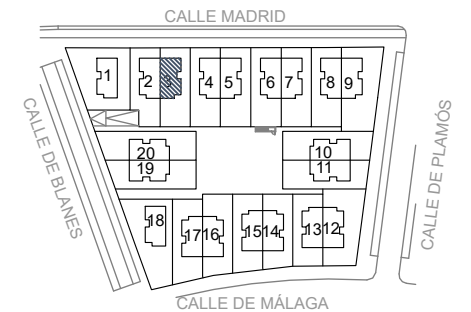 CALLE MADRID
1 2 3 4 5 6 7 8 9
CALLE DE BLANES
CALLE DE PLAMÓS
20 10
19 11
18 17 16 15 14 13 12
CALLE DE MÁLAGA